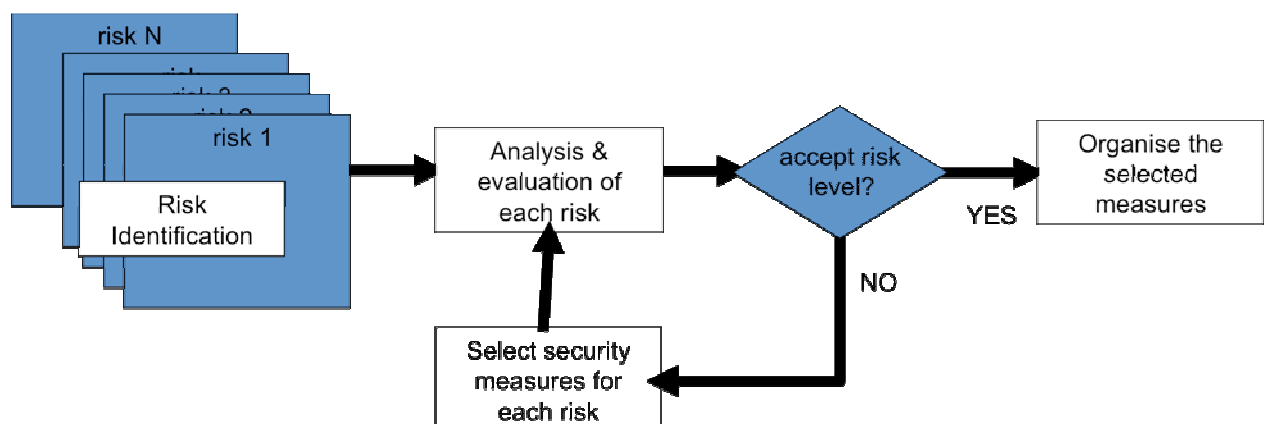 risk N
risk 1
Risk
Identification
Analysis &
evaluation of
each risk
accept risk
level?
YES
NO
Organise the
selected
measures
Select security
measures for
each risk